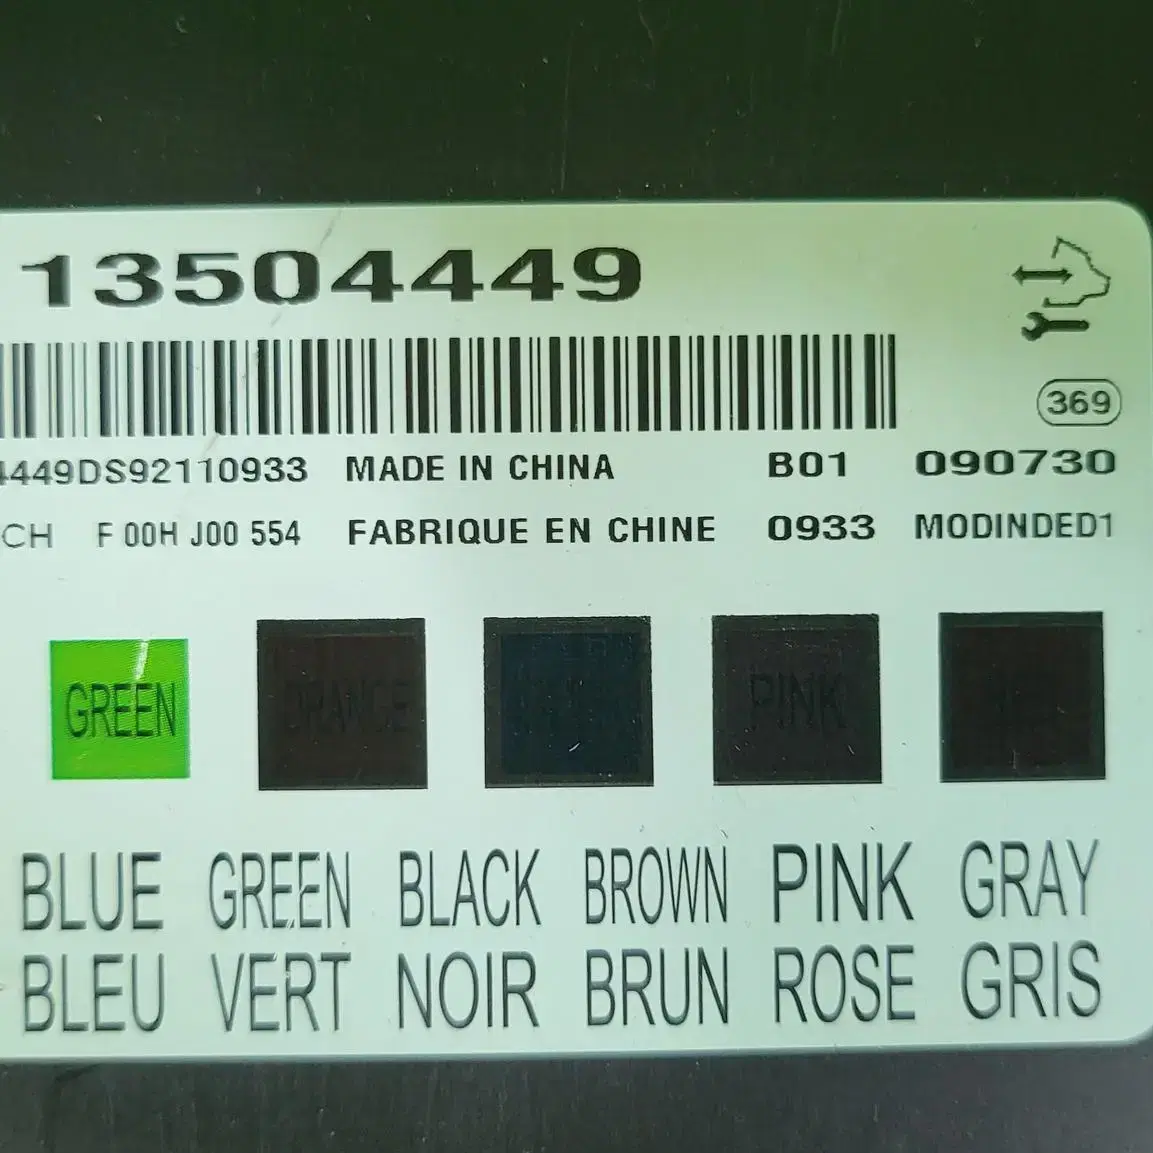 13504449
369
4449DS92110933 MADE IN CHINA B01 090730
CH F 00H J00 554 FABRIQUE EN CHINE 0933 MODINDED1
GREEN ORANGE PINK
BLUE GREEN BLACK BROWN PINK GRAY
BLEU VERT NOIR BRUN ROSE GRIS